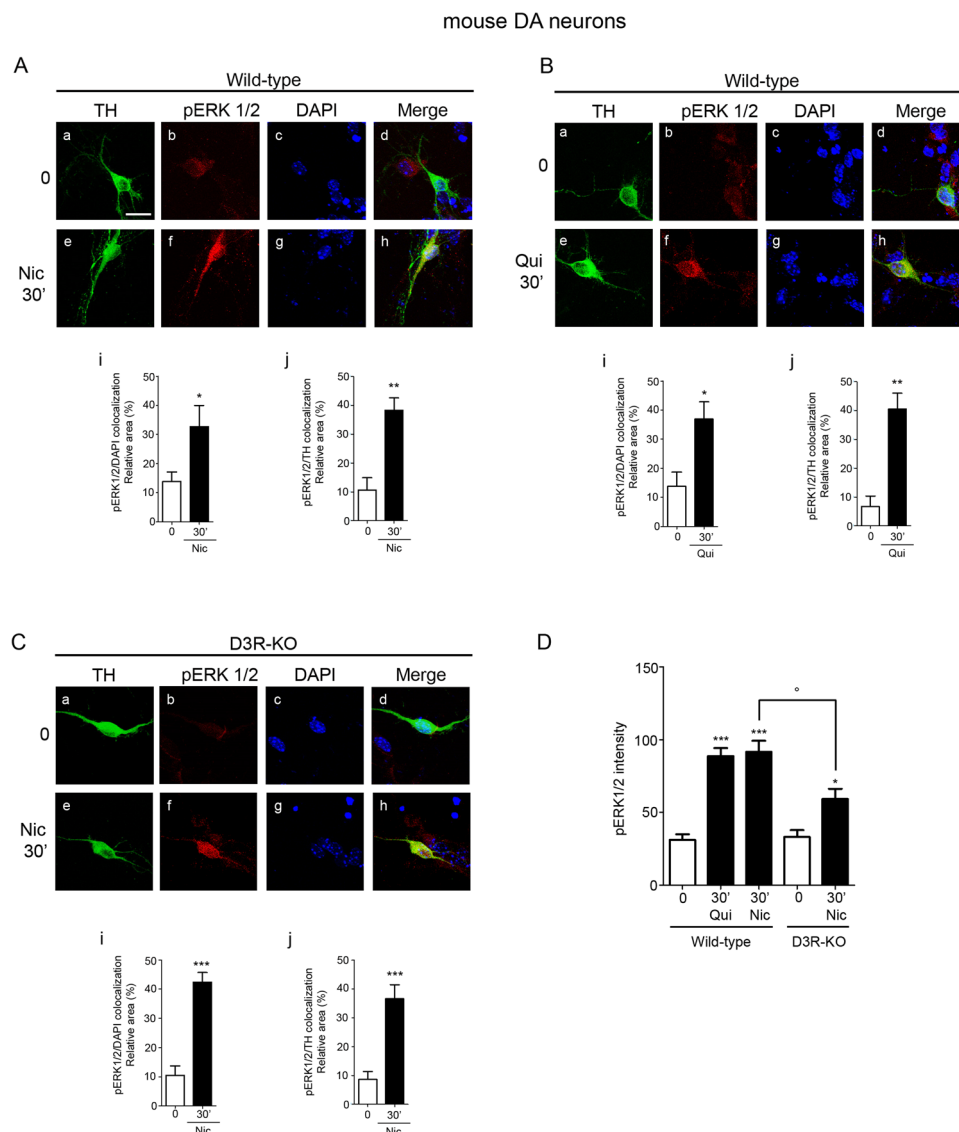 mouse DA neurons
A
Wild-type
TH pERK 1/2 DAPI Merge
a b c d
0
e f g h
Nic
30'
i
pERK1/2/DAPI colocalization
Relative area (%)
50
40
30
20
10
0
*
0 30'
Nic
j
pERK1/2/TH colocalization
Relative area (%)
50
40
30
20
10
0
**
0 30'
Nic
B
Wild-type
TH pERK 1/2 DAPI Merge
a b c d
0
e f g h
Qui
30'
i
pERK1/2/DAPI colocalization
Relative area (%)
50
40
30
20
10
0
*
0 30'
Qui
j
pERK1/2/TH colocalization
Relative area (%)
50
40
30
20
10
0
**
0 30'
Qui
C
D3R-KO
TH pERK 1/2 DAPI Merge
a b c d
0
e f g h
Nic
30'
i
pERK1/2/DAPI colocalization
Relative area (%)
50
40
30
20
10
0
***
0 30'
Nic
j
pERK1/2/TH colocalization
Relative area (%)
50
40
30
20
10
0
***
0 30'
Nic
D
pERK1/2 intensity
150
100
50
0
°
*** *** *
0 30' 30' 0 30'
Qui Nic Nic
Wild-type D3R-KO